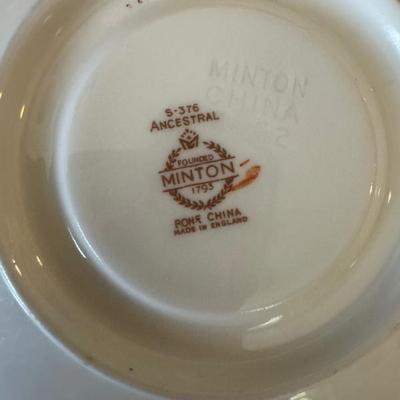 MINTON
CHINA
S-376
ANCESTRAL
FOUNDED
MINTON
1793
BONE CHINA
MADE IN ENGLAND